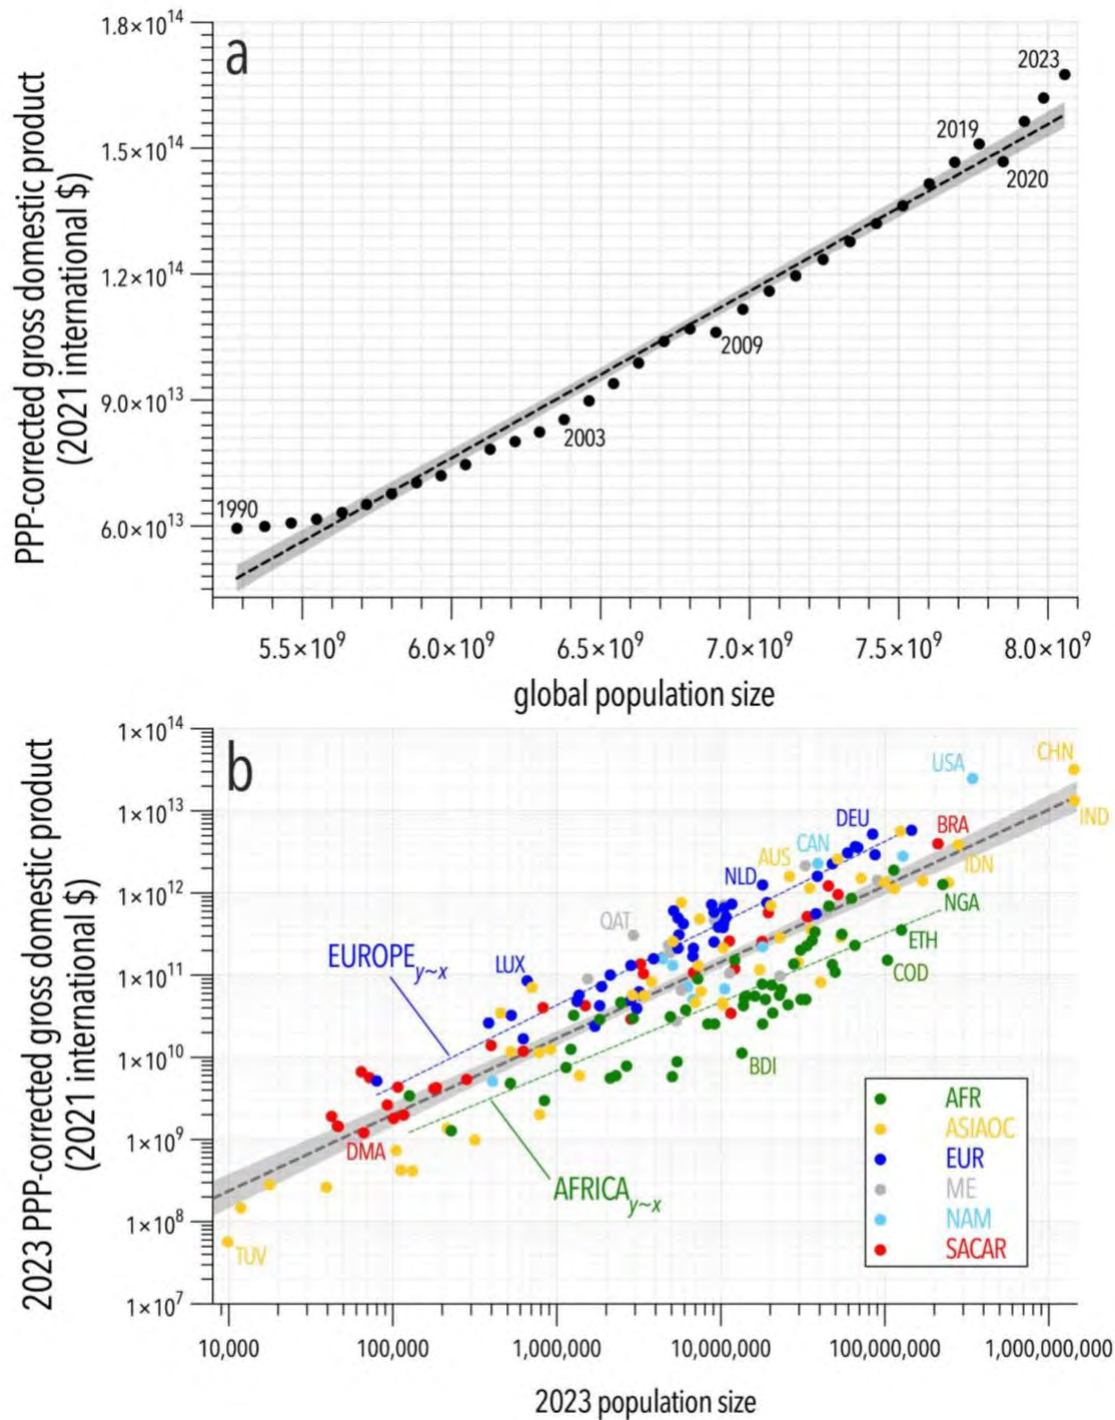 a
PPP-corrected gross domestic product
(2021 international $)
1.8×10¹⁴
1.5×10¹⁴
1.2×10¹⁴
9.0×10¹³
6.0×10¹³
2023
2019
2020
2009
2003
1990
5.5×10⁹ 6.0×10⁹ 6.5×10⁹ 7.0×10⁹ 7.5×10⁹ 8.0×10⁹
global population size
b
2023 PPP-corrected gross domestic product
(2021 international $)
1×10¹⁴
1×10¹³
1×10¹²
1×10¹¹
1×10¹⁰
1×10⁹
1×10⁸
1×10⁷
CHN
USA
IND
DEU
BRA
CAN
AUS
IDN
NLD
NGA
QAT
ETH
EUROPE y~x
LUX
COD
BDI
DMA
AFRICA y~x
TUV
AFR
ASIAOC
EUR
ME
NAM
SACAR
10,000 100,000 1,000,000 10,000,000 100,000,000 1,000,000,000
2023 population size